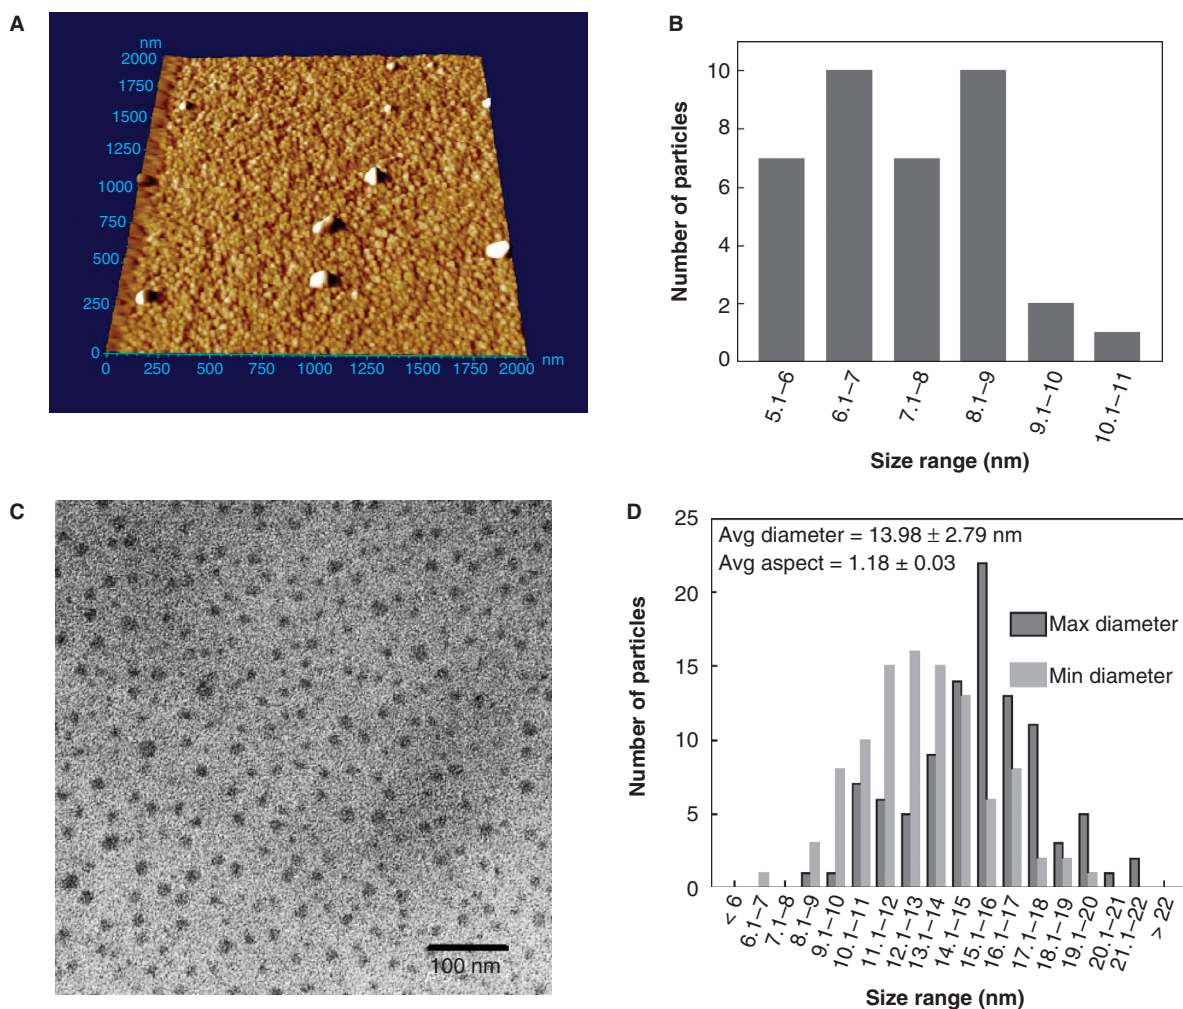 A
nm
2000
1750
1500
1250
1000
750
500
250
0
0 250 500 750 1000 1250 1500 1750 2000 nm
B
Number of particles
10
8
6
4
2
0
5.1–6 6.1–7 7.1–8 8.1–9 9.1–10 10.1–11
Size range (nm)
C
100 nm
D
Number of particles
25
20
15
10
5
0
Avg diameter = 13.98 ± 2.79 nm
Avg aspect = 1.18 ± 0.03
Max diameter
Min diameter
< 6 6.1–7 7.1–8 8.1–9 9.1–10 10.1–11 11.1–12 12.1–13 13.1–14 14.1–15 15.1–16 16.1–17 17.1–18 18.1–19 19.1–20 20.1–21 21.1–22 > 22
Size range (nm)